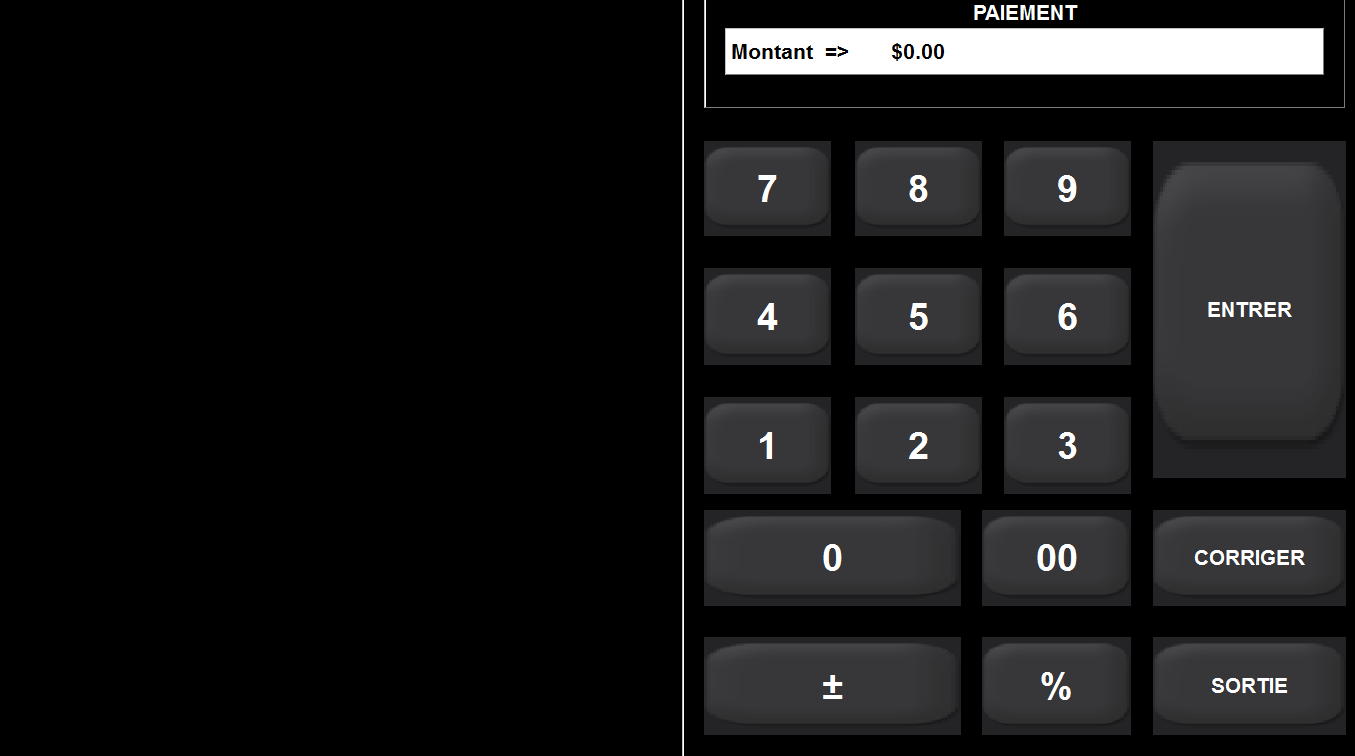 PAIEMENT
Montant => $0.00
7 8 9
4 5 6
ENTRER
1 2 3
0 00 CORRIGER
± % SORTIE